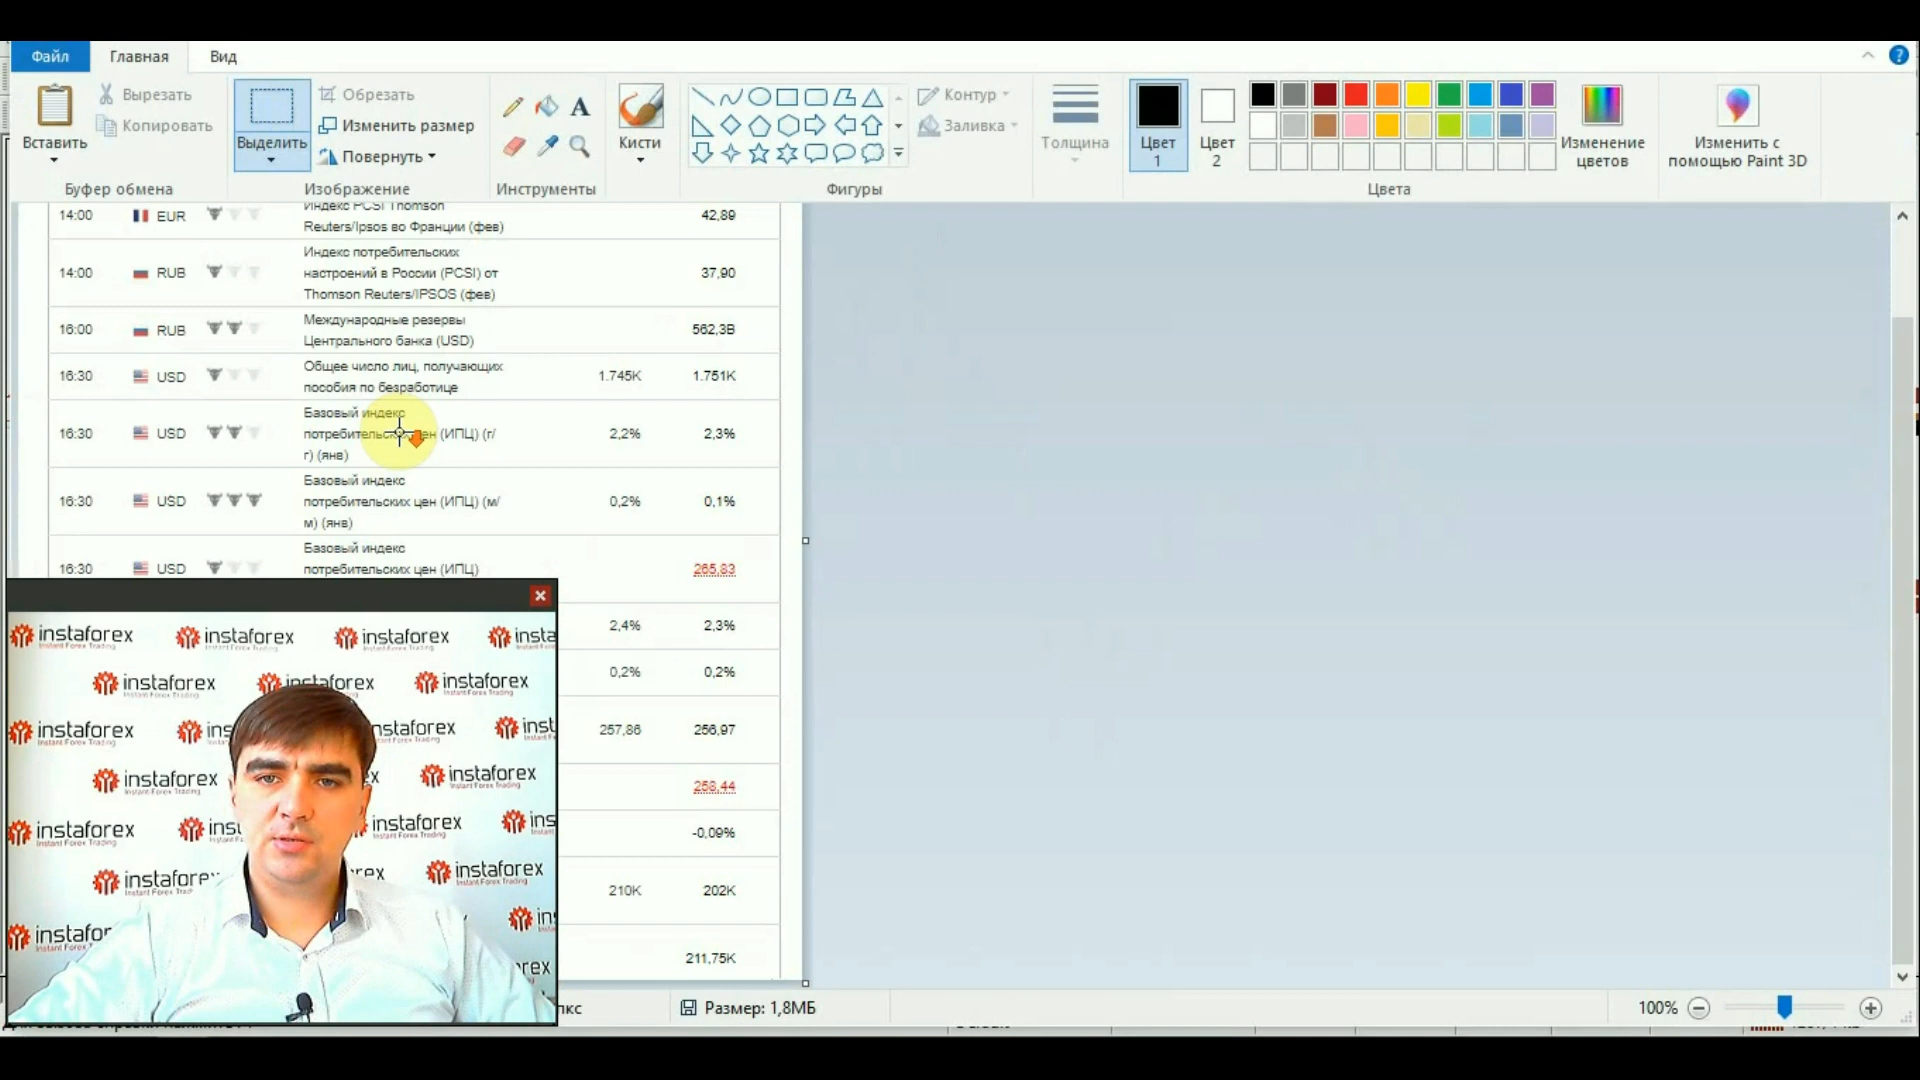 Файл Главная Вид
Вырезать Обрезать Контур
Копировать Изменить размер Заливка
Вставить Выделить Повернуть Кисти Толщина Цвет 1 Цвет 2 Изменение цветов Изменить с помощью Paint 3D
Буфер обмена Изображение Инструменты Фигуры Цвета
14:00 EUR Индекс PCSI Thomson
Reuters/Ipsos во Франции (фев) 42,89
Индекс потребительских
14:00 RUB настроений в России (PCSI) от 37,90
Thomson Reuters/IPSOS (фев)
16:00 RUB Международные резервы 562,3B
Центрального банка (USD)
16:30 USD Общее число лиц, получающих 1.745K 1.751K
пособия по безработице
Базовый индекс
16:30 USD потребительских цен (ИПЦ) (г/ 2,2% 2,3%
г) (янв)
Базовый индекс
16:30 USD потребительских цен (ИПЦ) (м/ 0,2% 0,1%
м) (янв)
Базовый индекс
16:30 USD потребительских цен (ИПЦ) 265,83
2,4% 2,3%
0,2% 0,2%
257,86 256,97
258,44
-0,09%
210K 202K
211,75K
instaforex
Instant Forex Trading
Размер: 1,8МБ 100%